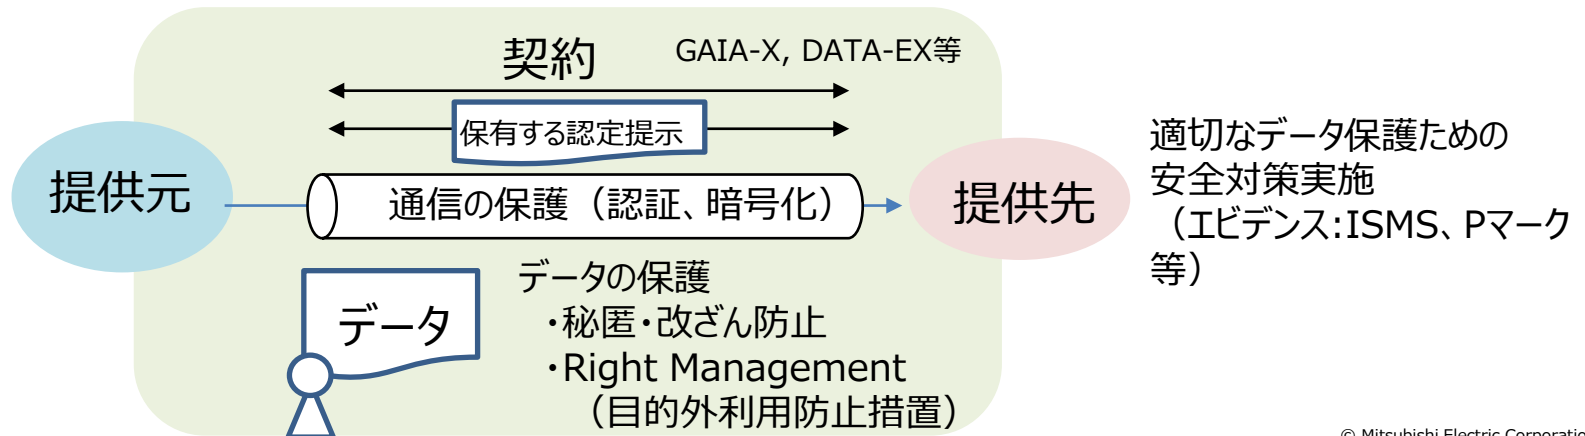 契約
GAIA-X, DATA-EX等
保有する認定提示
提供元
通信の保護（認証、暗号化）
提供先
適切なデータ保護ための
安全対策実施
（エビデンス:ISMS、Pマーク
等）
データ
データの保護
・秘匿・改ざん防止
・Right Management
（目的外利用防止措置）
© Mitsubishi Electric Corporatio